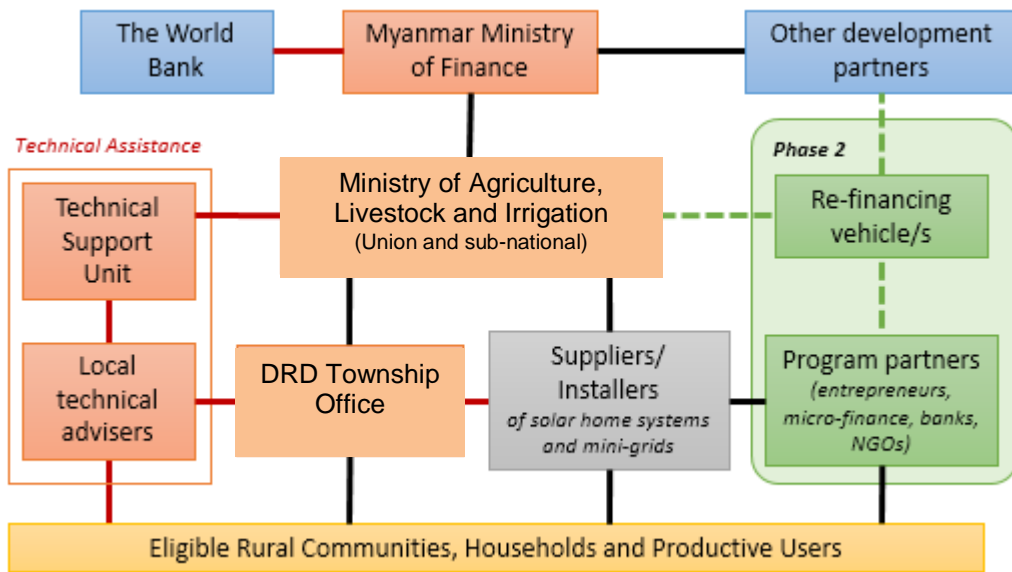 The World
Bank
Myanmar Ministry
of Finance
Other development
partners
Technical Assistance
Phase 2
Technical
Support
Unit
Ministry of Agriculture,
Livestock and Irrigation
(Union and sub-national)
Re-financing
vehicle/s
Local
technical
advisers
DRD Township
Office
Suppliers/
Installers
of solar home systems
and mini-grids
Program partners
(entrepreneurs,
micro-finance, banks,
NGOs)
Eligible Rural Communities, Households and Productive Users